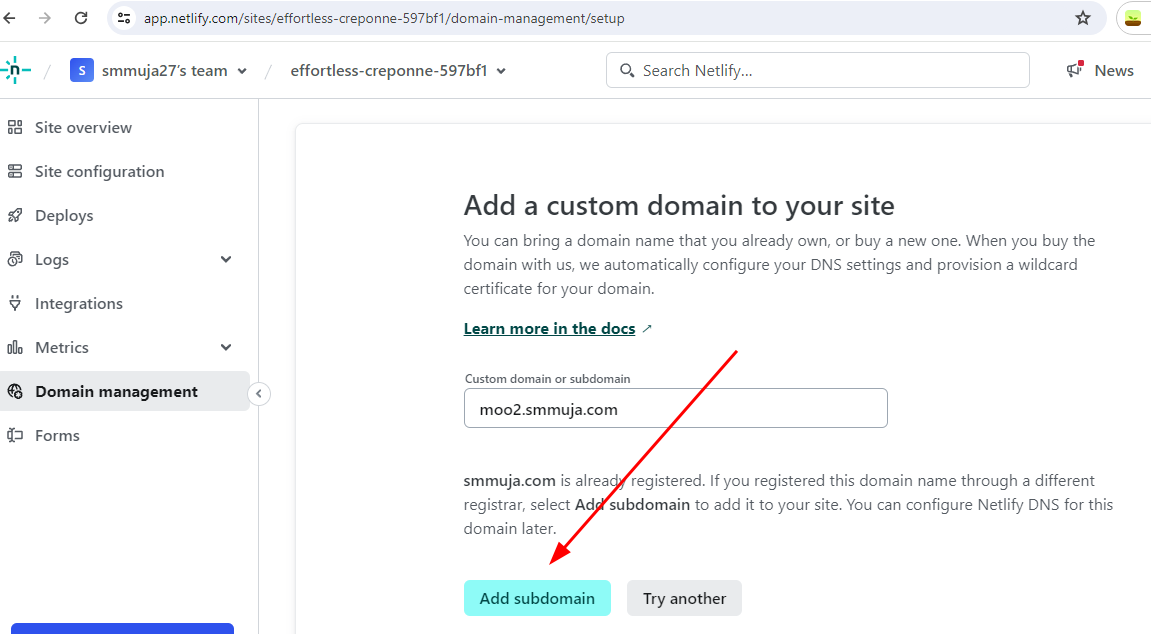 app.netlify.com/sites/effortless-creponne-597bf1/domain-management/setup
n / S smmuja27's team / effortless-creponne-597bf1 Search Netlify... News
Site overview
Site configuration
Deploys
Logs
Integrations
Metrics
Domain management
Forms
Add a custom domain to your site
You can bring a domain name that you already own, or buy a new one. When you buy the
domain with us, we automatically configure your DNS settings and provision a wildcard
certificate for your domain.
Learn more in the docs
Custom domain or subdomain
moo2.smmuja.com
smmuja.com is already registered. If you registered this domain name through a different
registrar, select Add subdomain to add it to your site. You can configure Netlify DNS for this
domain later.
Add subdomain Try another